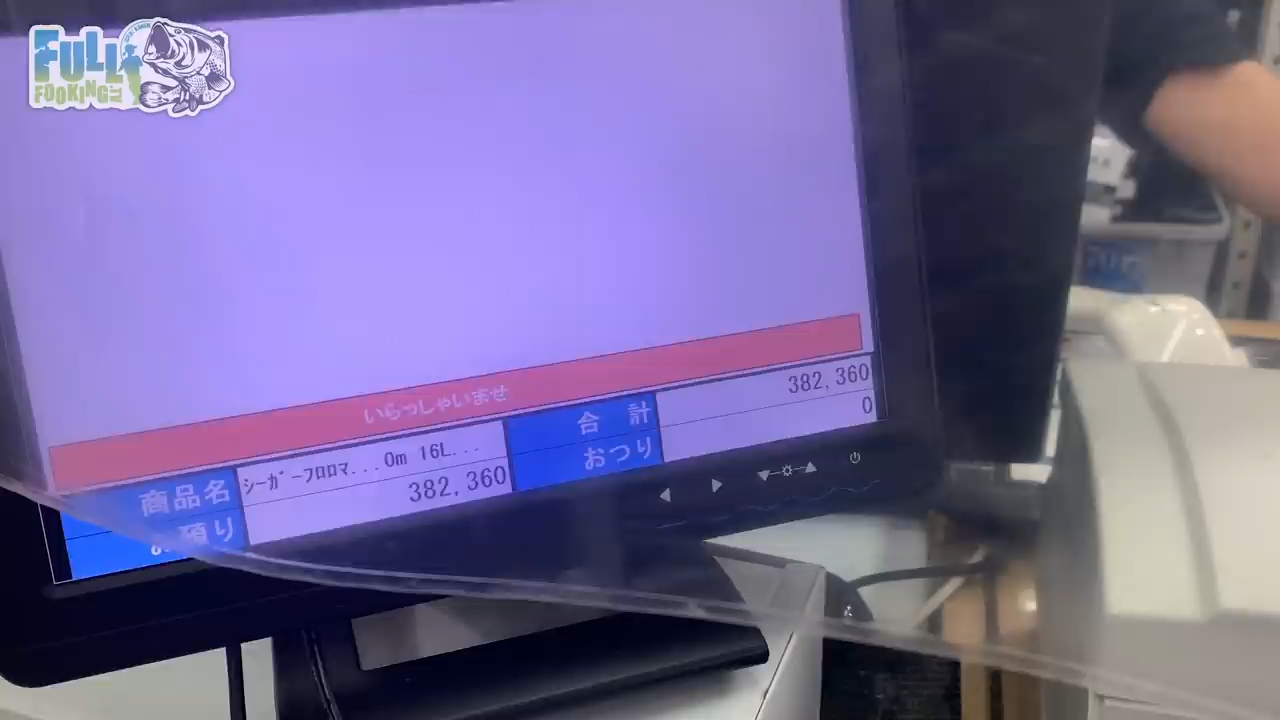 FULL
FOOKING
いらっしゃいませ
商品名 シーガーフロロマ...0m 16L... 合計 382,360
お預り 382,360 おつり 0